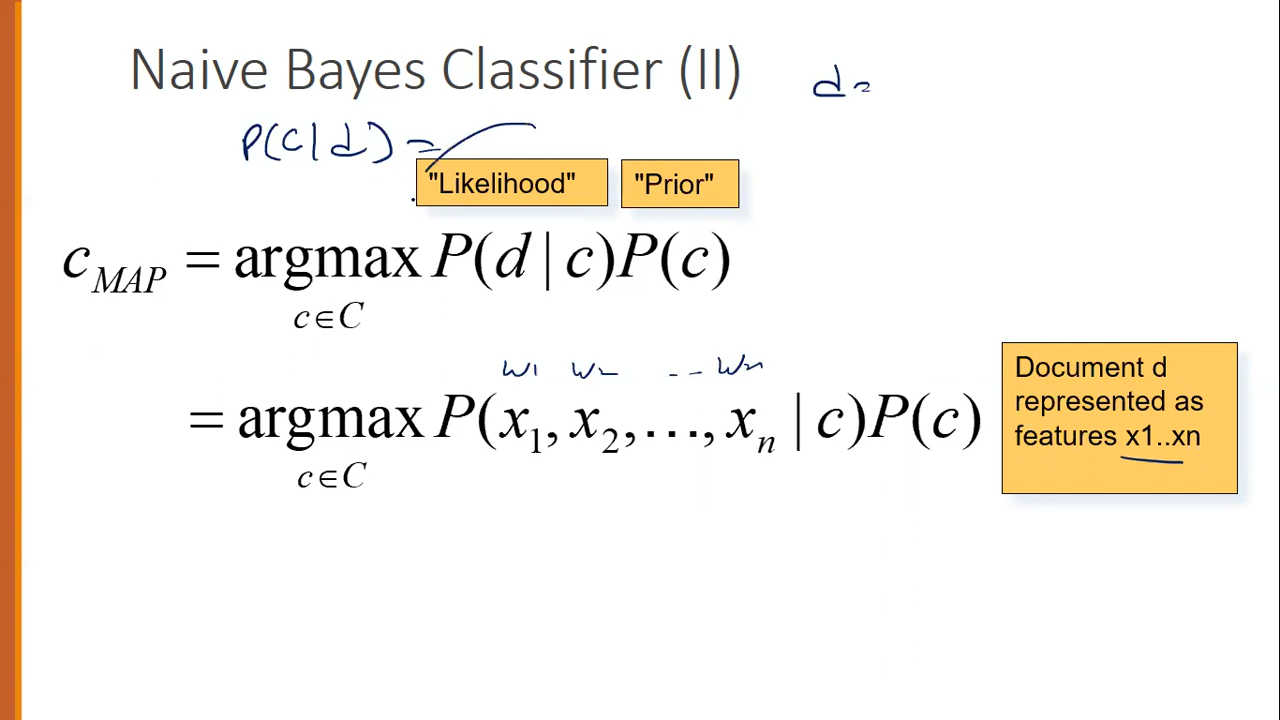 Naive Bayes Classifier (II)
d=
P(c|d) =
"Likelihood" "Prior"
c_MAP = argmax P(d | c)P(c)
c∈C
w1 w2 ... wn
= argmax P(x₁, x₂, …, xₙ | c)P(c)
c∈C
Document d
represented as
features x1..xn